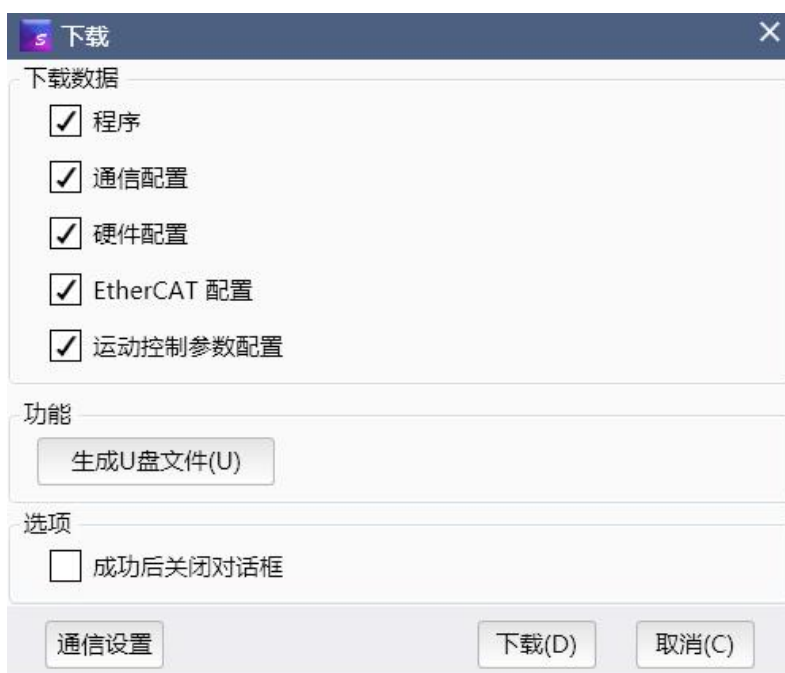 S 下载
下载数据
程序
通信配置
硬件配置
EtherCAT 配置
运动控制参数配置
功能
生成U盘文件(U)
选项
成功后关闭对话框
通信设置 下载(D) 取消(C)